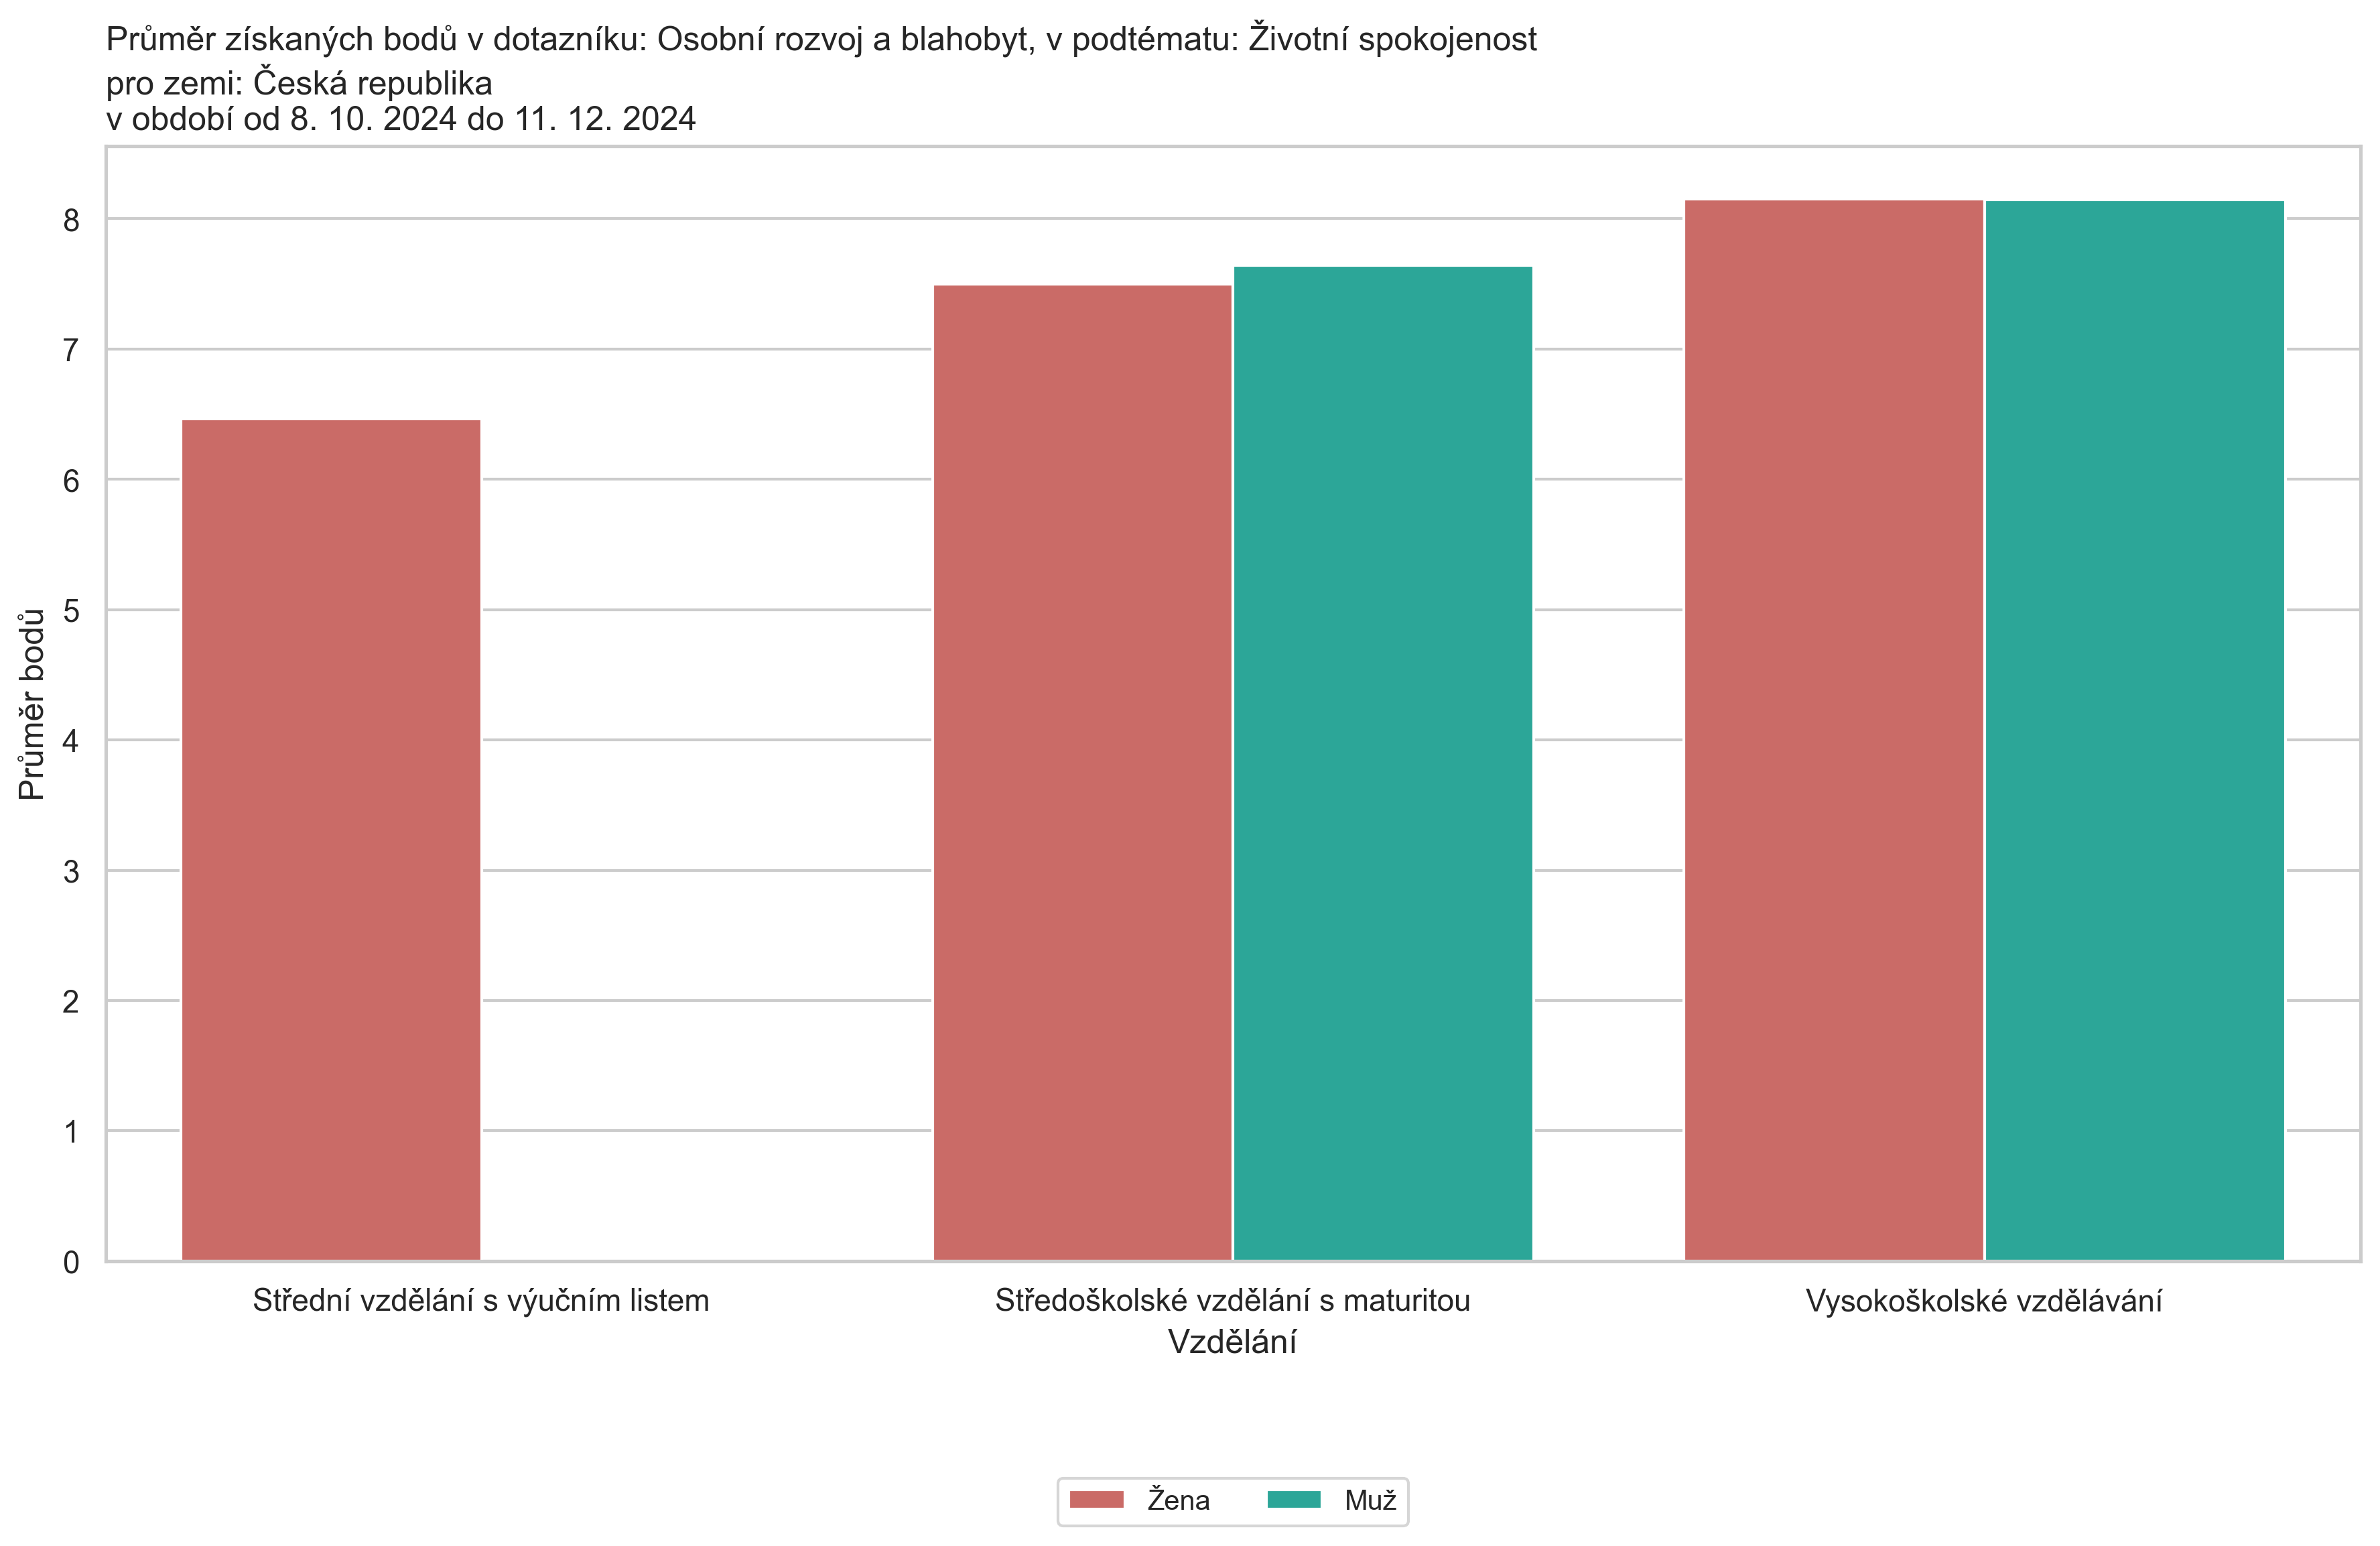 Průměr získaných bodů v dotazníku: Osobní rozvoj a blahobyt, v podtématu: Životní spokojenost
pro zemi: Česká republika
v období od 8. 10. 2024 do 11. 12. 2024
Průměr bodů
8
7
6
5
4
3
2
1
0
Střední vzdělání s výučním listem
Středoškolské vzdělání s maturitou
Vysokoškolské vzdělávání
Vzdělání
Žena
Muž